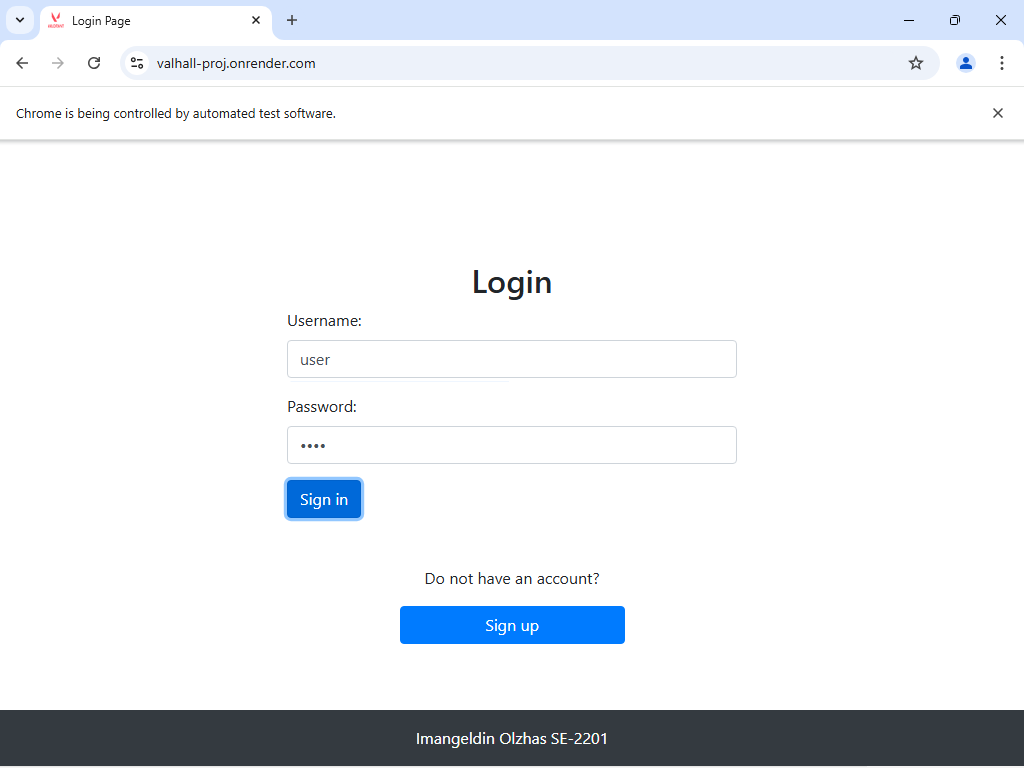 Login Page
valhall-proj.onrender.com
Chrome is being controlled by automated test software.
Login
Username:
user
Password:
••••
Sign in
Do not have an account?
Sign up
Imangeldin Olzhas SE-2201